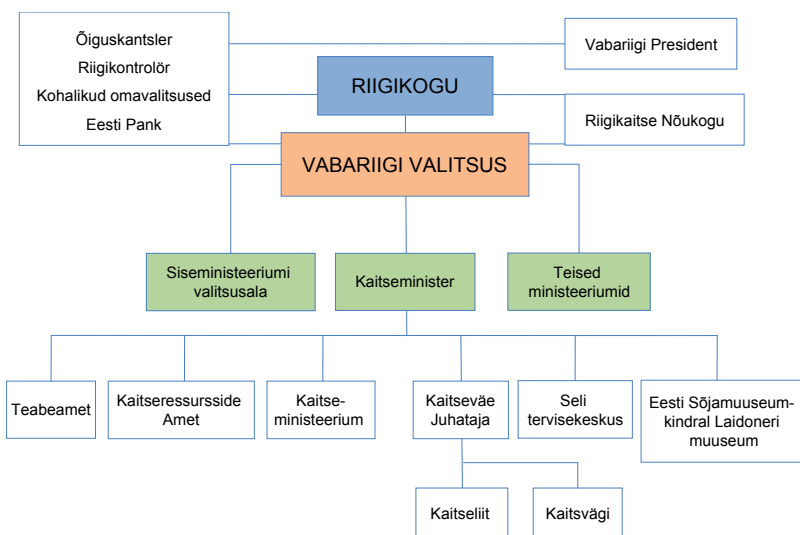 Õiguskantsler
Riigikontrolör
Kohalikud omavalitsused
Eesti Pank
Vabariigi President
RIIGIKOGU
Riigikaitse Nõukogu
VABARIIGI VALITSUS
Siseministeeriumi
valitsusala
Kaitseminister
Teised
ministeeriumid
Teabeamet
Kaitseressursside
Amet
Kaitse-
ministeerium
Kaitseväe
Juhataja
Seli
tervisekeskus
Eesti Sõjamuuseum-
kindral Laidoneri
muuseum
Kaitseliit
Kaitsvägi